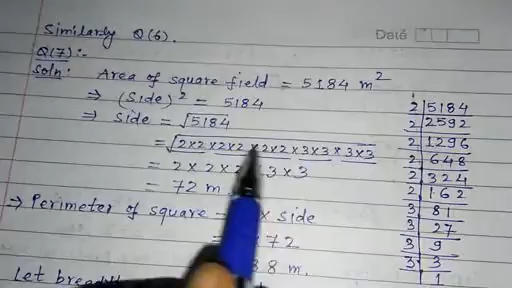 Similarly Q(6).
Date
Q(7):-
Soln: Area of square field = 5184 m²
⇒ (Side)² = 5184
⇒ Side = √5184
= √2×2×2×2×2×2×3×3×3×3
= 2×2×2 3×3
= 72 m
⇒ Perimeter of square = × side
72
8 m.
Let
2 | 5184
2 | 2592
2 | 1296
2 | 648
2 | 324
2 | 162
3 | 81
3 | 27
3 | 9
3 | 3
1